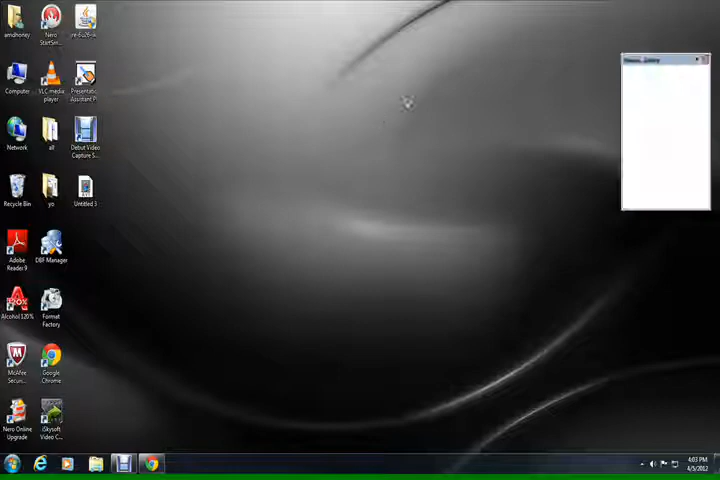 amdhoney
Nero
StartSm...
Computer
VLC media
player
Presentatio...
Assistant P...
Network
all
Debut Video
Capture S...
Recycle Bin
yo
Untitled 3
Adobe
Reader 9
DBF Manager
Alcohol 120%
Format
Factory
McAfee
Securi...
Google
Chrome
Nero Online
Upgrade
iSkysoft
Video C...
4:03 PM
4/5/2012